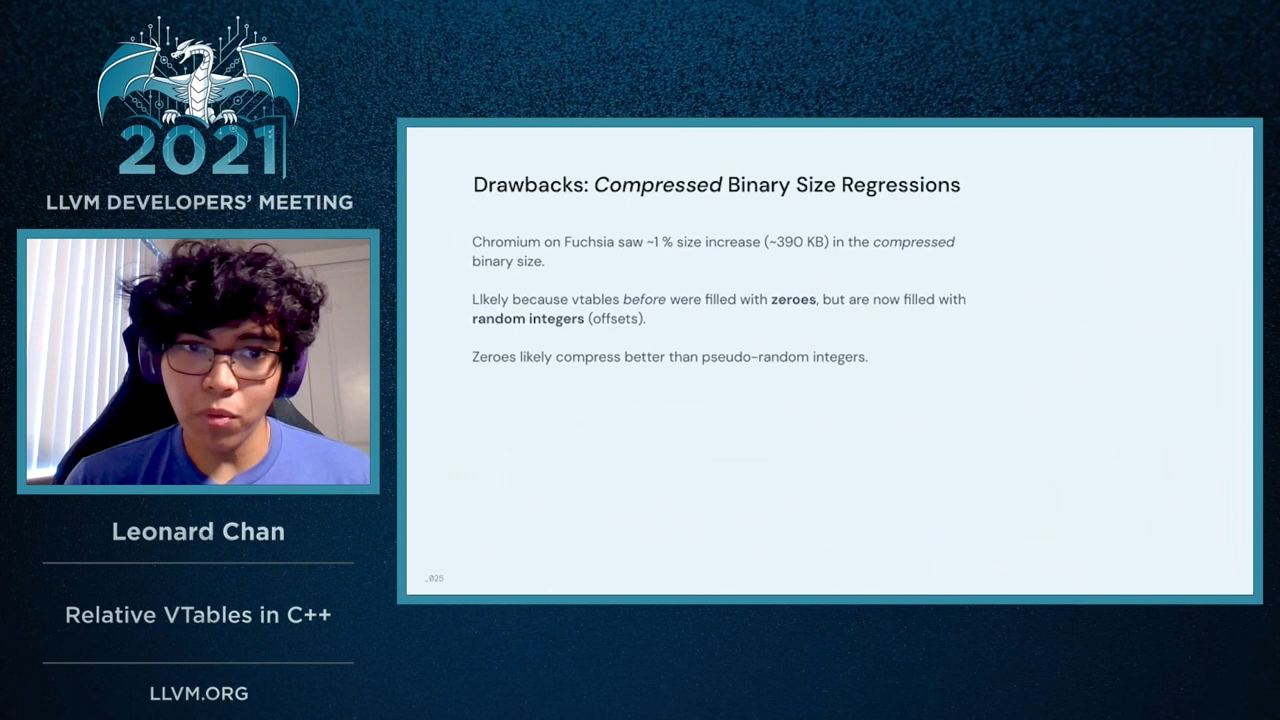 2021
LLVM DEVELOPERS' MEETING
Leonard Chan
Relative VTables in C++
LLVM.ORG
Drawbacks: Compressed Binary Size Regressions
Chromium on Fuchsia saw ~1 % size increase (~390 KB) in the compressed
binary size.
LIkely because vtables before were filled with zeroes, but are now filled with
random integers (offsets).
Zeroes likely compress better than pseudo-random integers.
_025